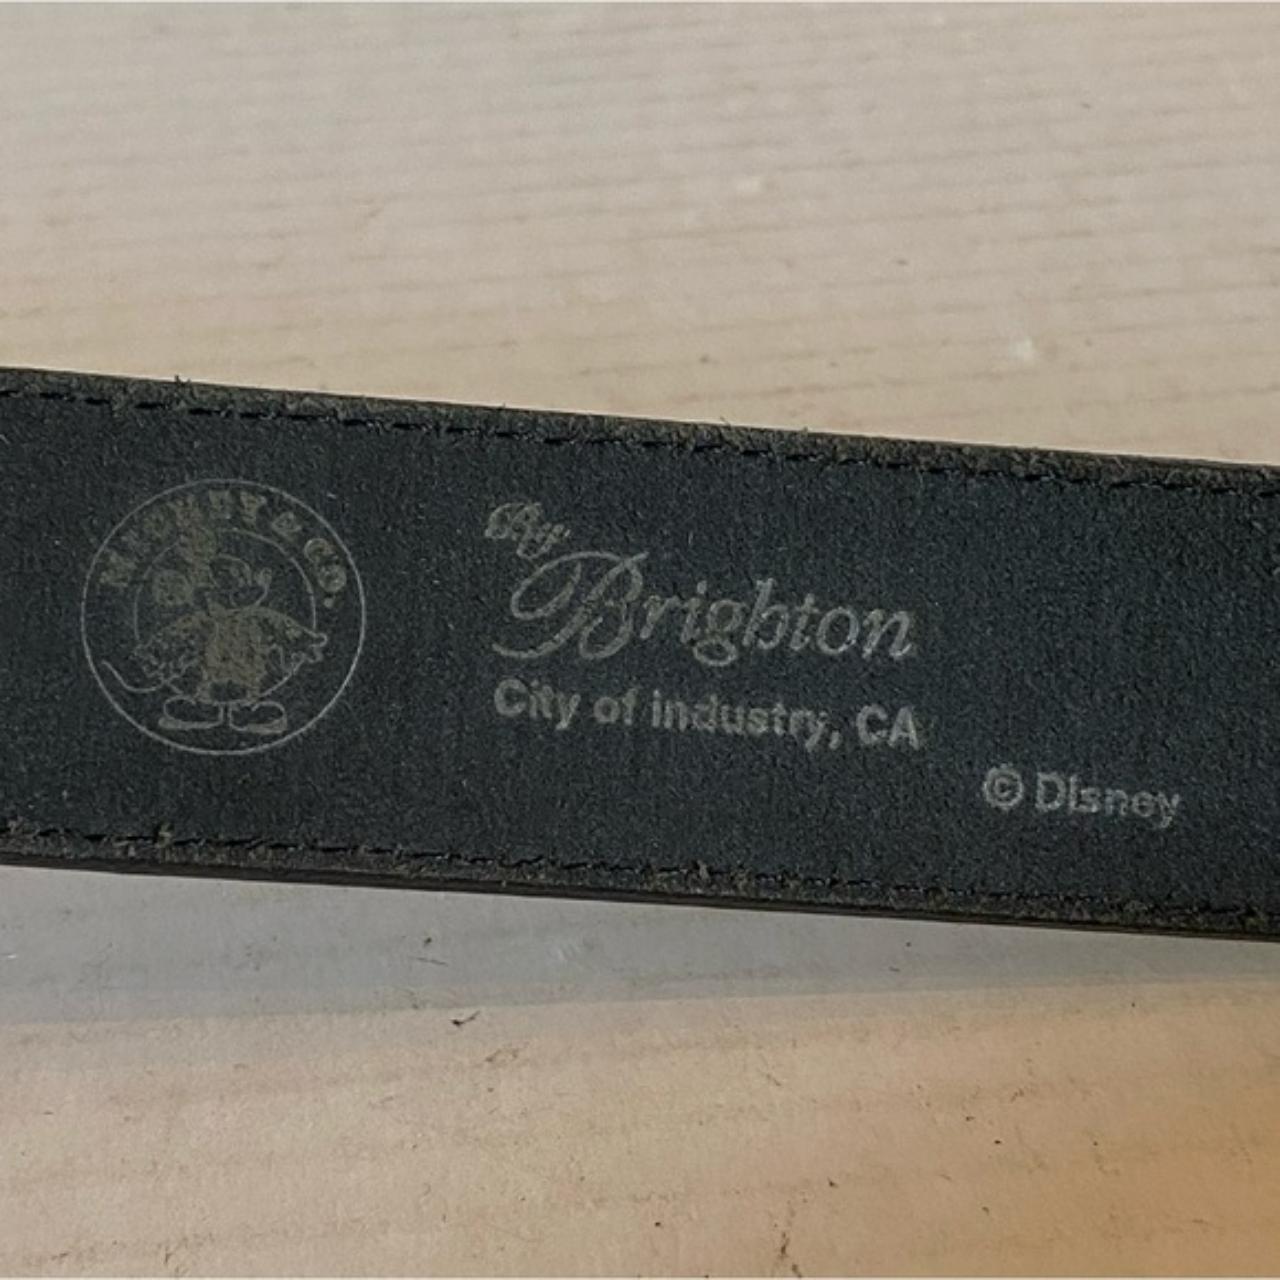 MICKEY & CO.
By
Brighton
City of Industry, CA
© Disney